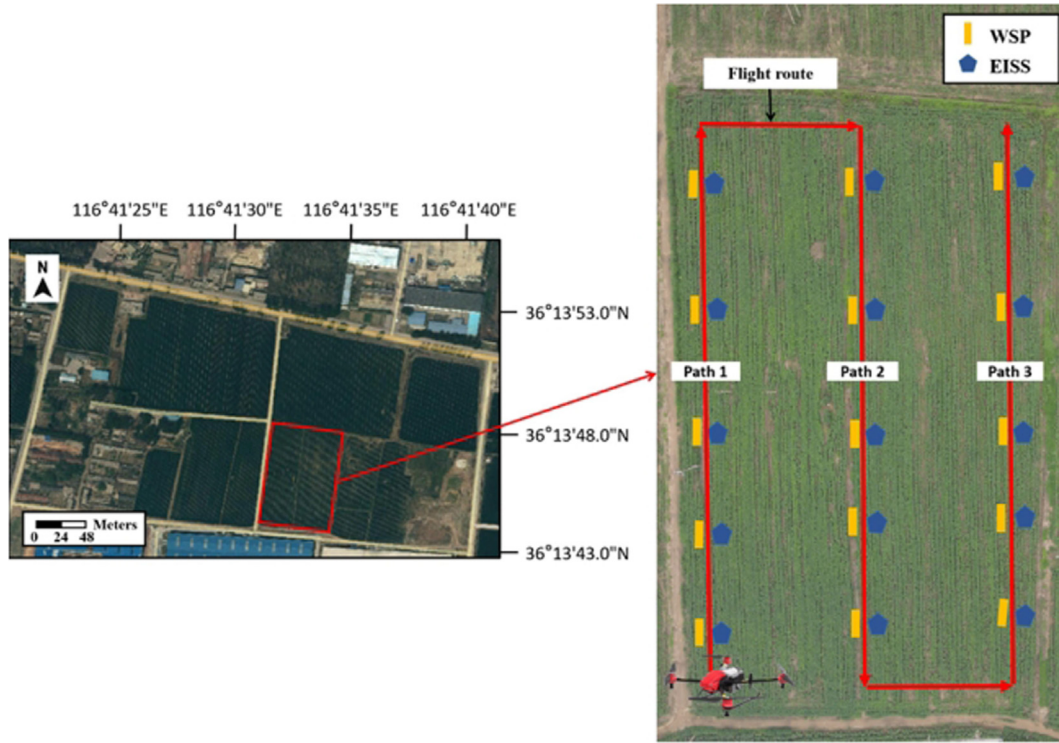 116°41'25"E 116°41'30"E 116°41'35"E 116°41'40"E
N
36°13'53.0"N
36°13'48.0"N
36°13'43.0"N
Meters
0 24 48
WSP
EISS
Flight route
Path 1 Path 2 Path 3